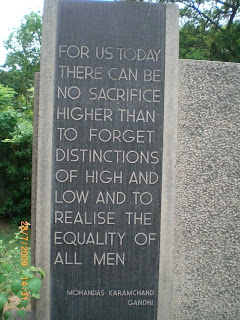 FOR US TODAY
THERE CAN BE
NO SACRIFICE
HIGHER THAN
TO FORGET
DISTINCTIONS
OF HIGH AND
LOW AND TO
REALISE THE
EQUALITY OF
ALL MEN
MOHANDAS KARAMCHAND
GANDHI